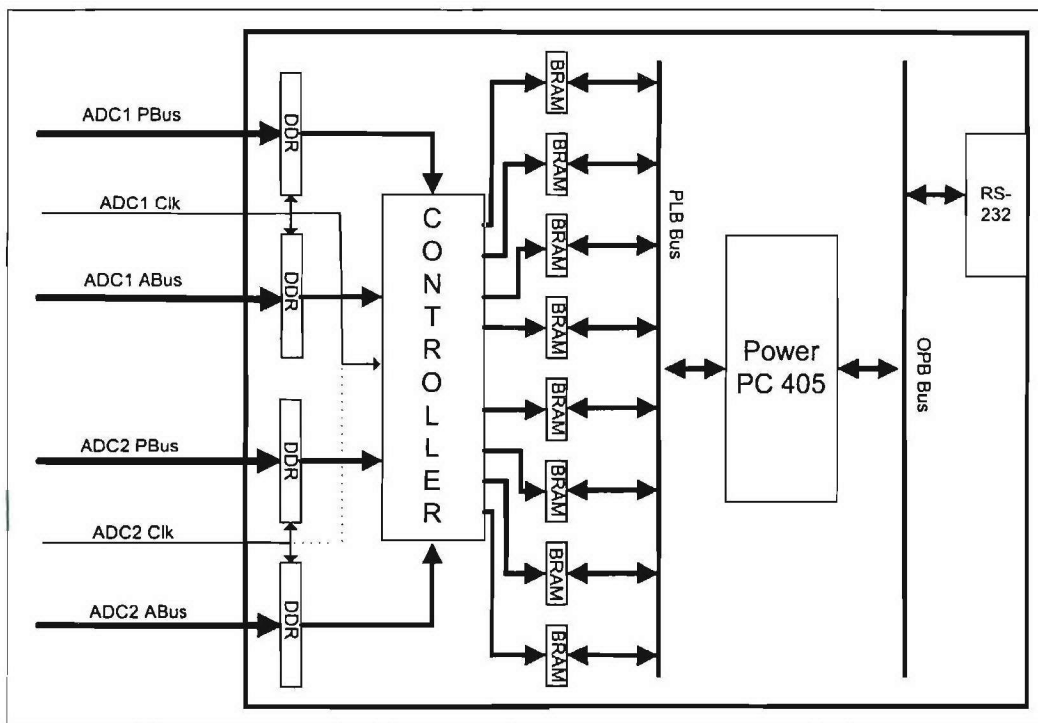 ADC1 PBus
ADC1 Clk
ADC1 ABus
ADC2 PBus
ADC2 Clk
ADC2 ABus
DDR
DDR
DDR
DDR
CONTROLLER
BRAM
BRAM
BRAM
BRAM
BRAM
BRAM
BRAM
BRAM
PLB Bus
Power
PC 405
OPB Bus
RS-
232